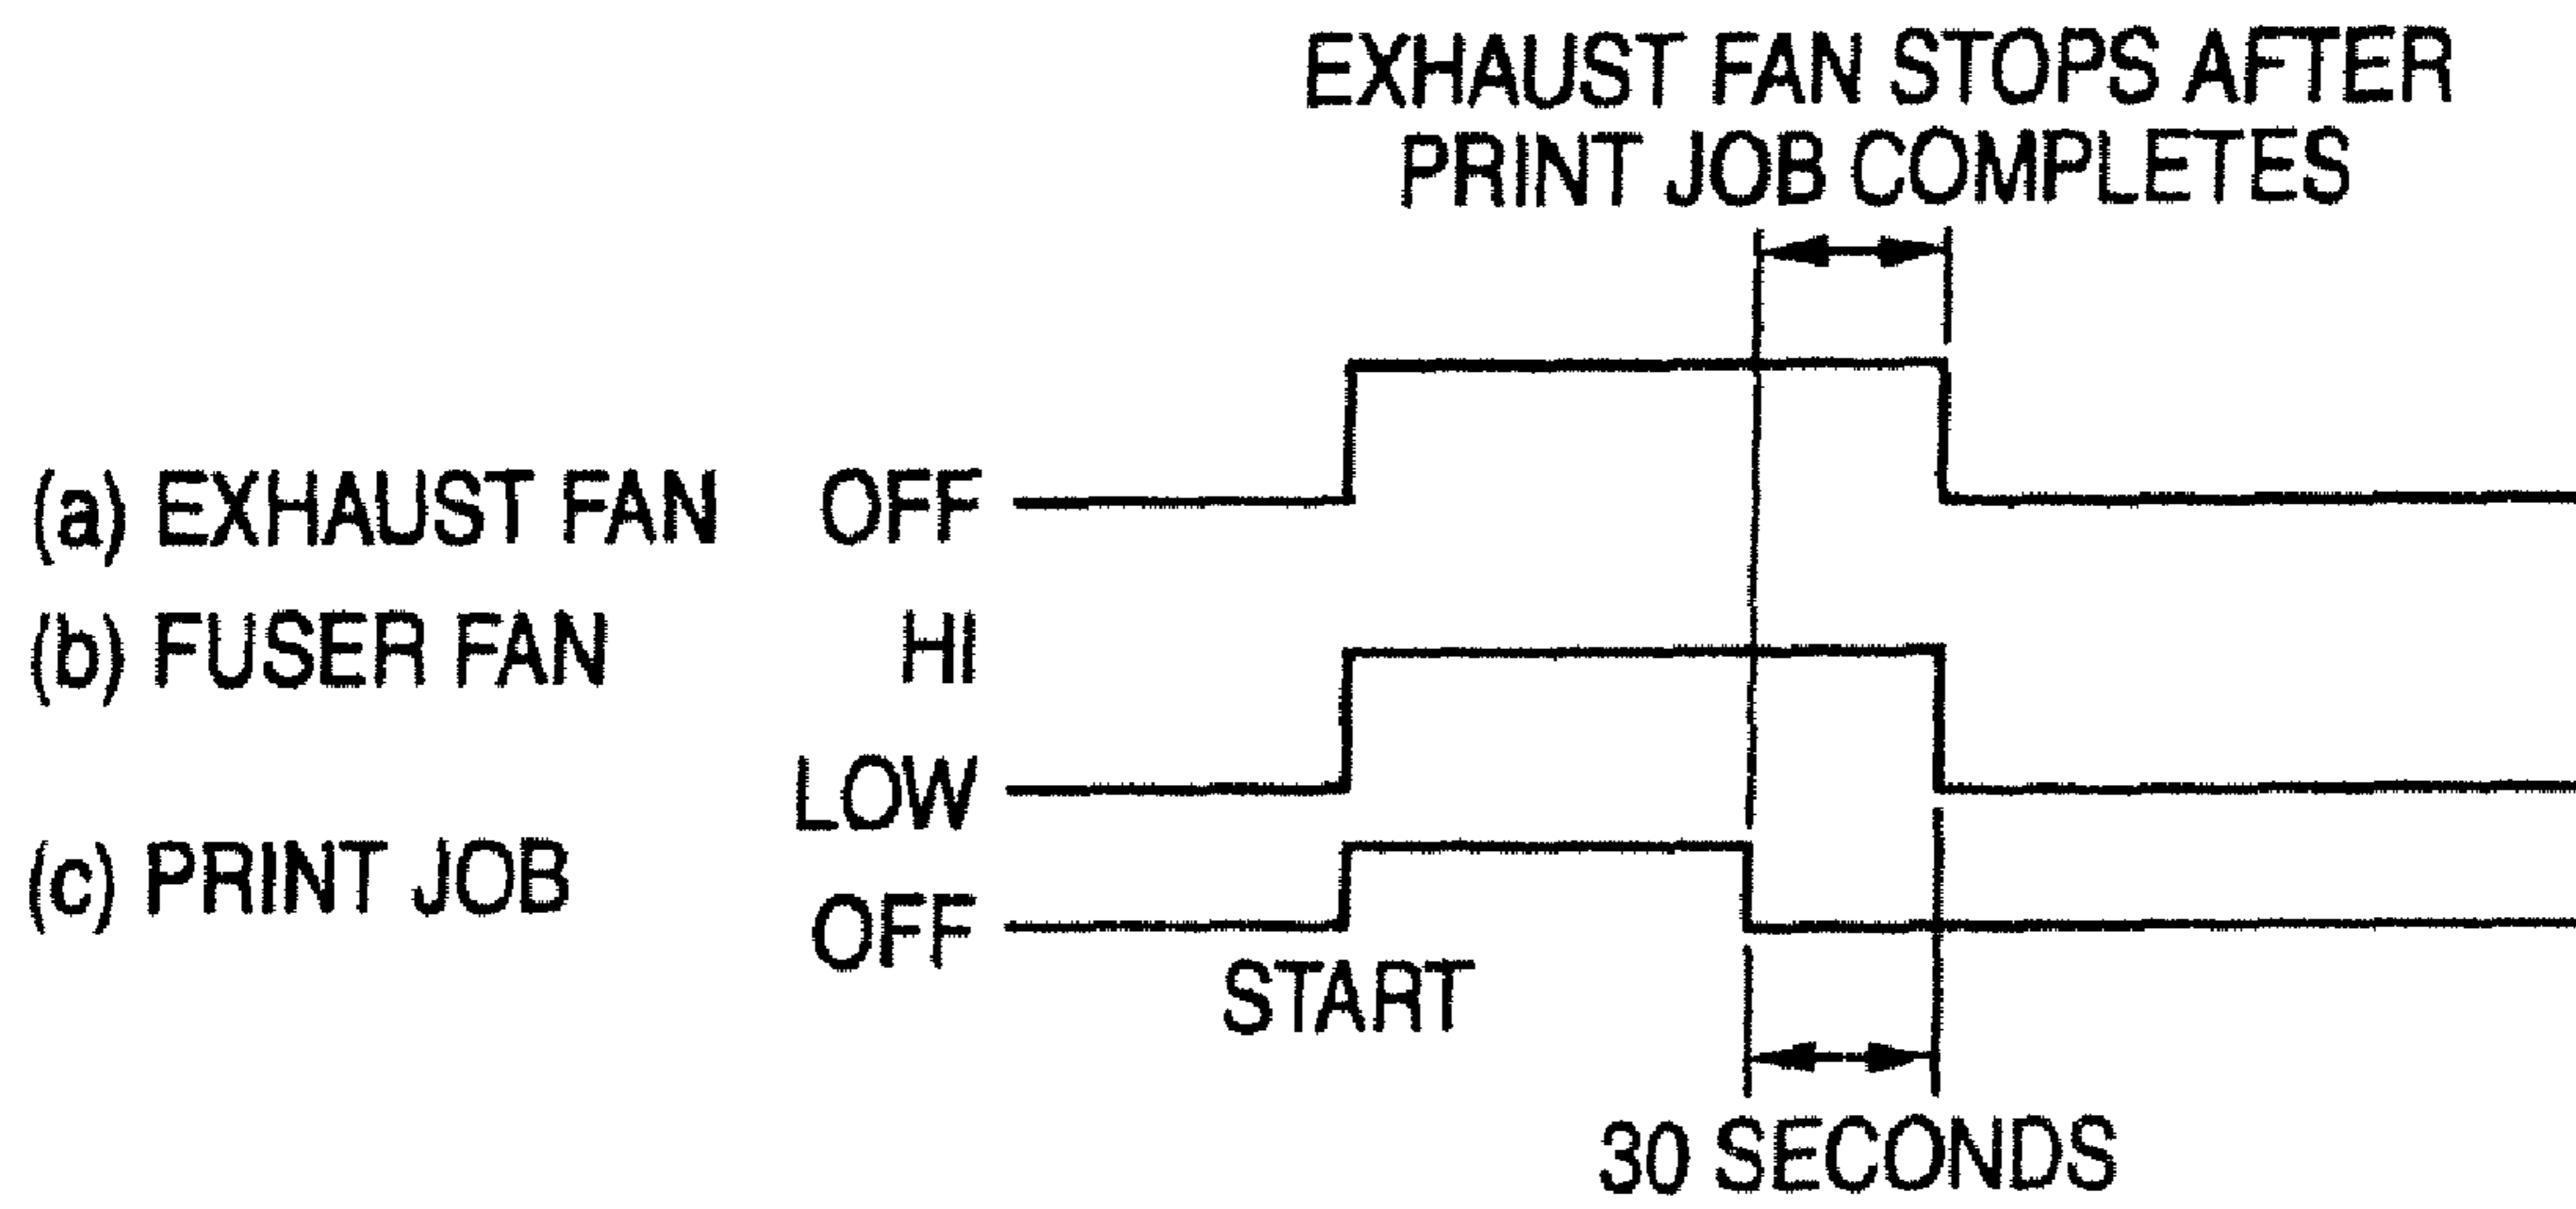 EXHAUST FAN STOPS AFTER
PRINT JOB COMPLETES
(a) EXHAUST FAN OFF
(b) FUSER FAN HI
LOW
(c) PRINT JOB
OFF
START
30 SECONDS